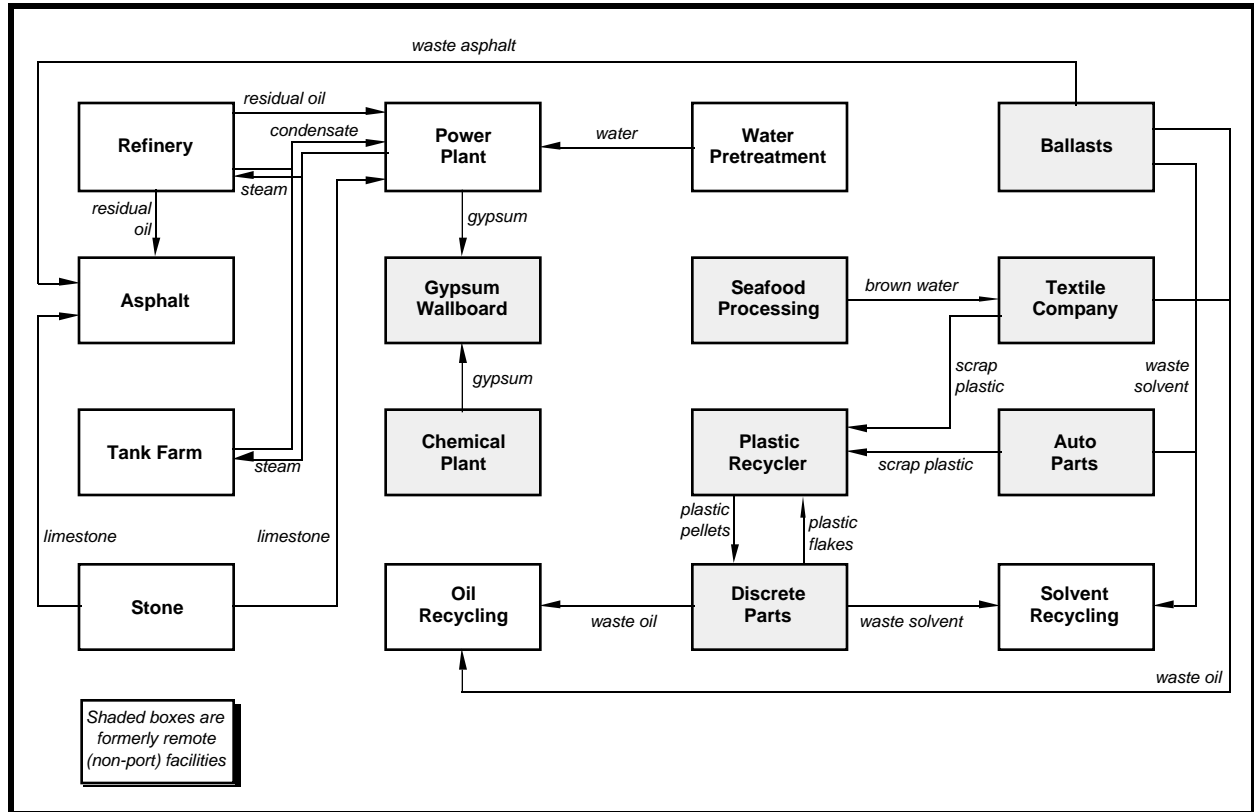 waste asphalt
residual oil
condensate
steam
Refinery
Power
Plant
water
Water
Pretreatment
Ballasts
residual
oil
gypsum
Asphalt
Gypsum
Wallboard
Seafood
Processing
brown water
Textile
Company
gypsum
scrap
plastic
waste
solvent
Tank Farm
steam
Chemical
Plant
Plastic
Recycler
scrap plastic
Auto
Parts
limestone
limestone
plastic
pellets
plastic
flakes
Stone
Oil
Recycling
waste oil
Discrete
Parts
waste solvent
Solvent
Recycling
waste oil
Shaded boxes are
formerly remote
(non-port) facilities